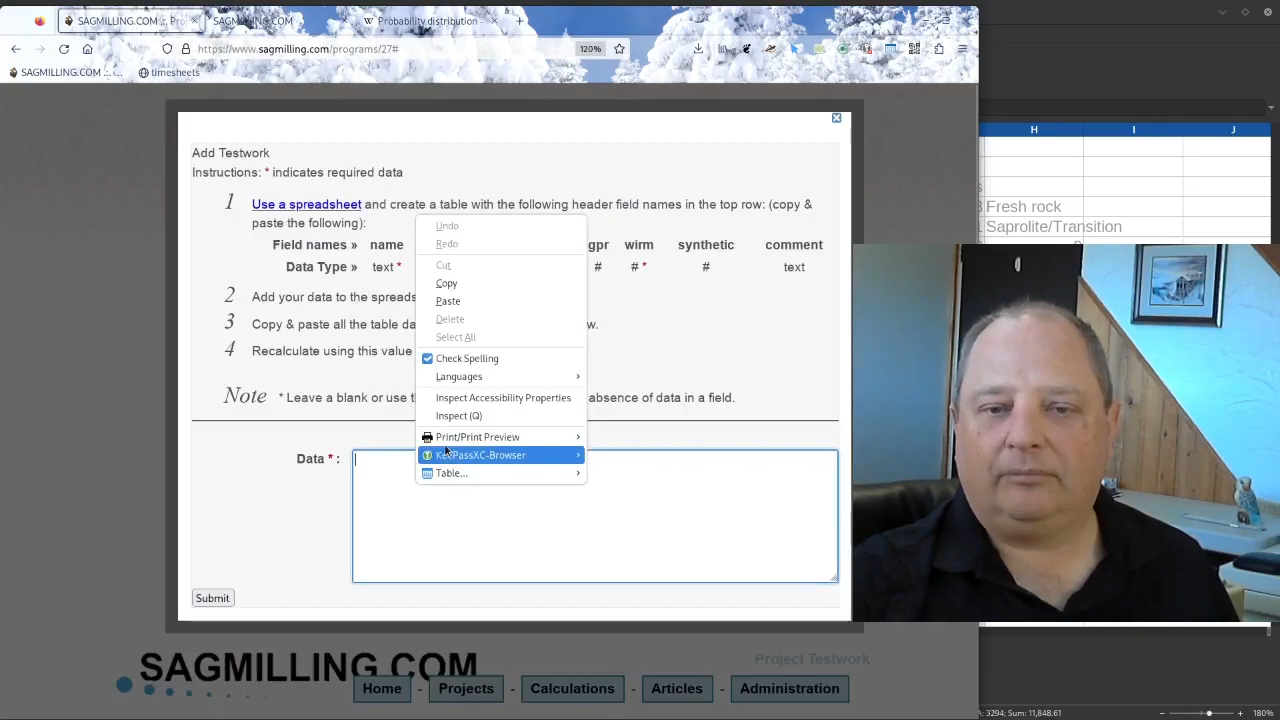 SAGMILLING.COM .:. Pro
SAGMILLING.COM
Probability distribution
https://www.sagmilling.com/programs/27#
120%
SAGMILLING.COM .:. C...
timesheets
H
I
J
Add Testwork
Instructions: * indicates required data
1
Use a spreadsheet and create a table with the following header field names in the top row: (copy &
paste the following):
Field names » name
gpr wirm synthetic comment
Data Type » text *
# # * # text
2
Add your data to the spreads
3
Copy & paste all the table da
w.
4
Recalculate using this value
Note
* Leave a blank or use t
absence of data in a field.
Undo
Redo
Cut
Copy
Paste
Delete
Select All
Check Spelling
Languages
Inspect Accessibility Properties
Inspect (Q)
Print/Print Preview
KeePassXC-Browser
Table...
Data * :
Submit
Fresh rock
Saprolite/Transition
SAGMILLING.COM
Project Testwork
Home - Projects - Calculations - Articles - Administration
A: 3294; Sum: 11,848.61
180%